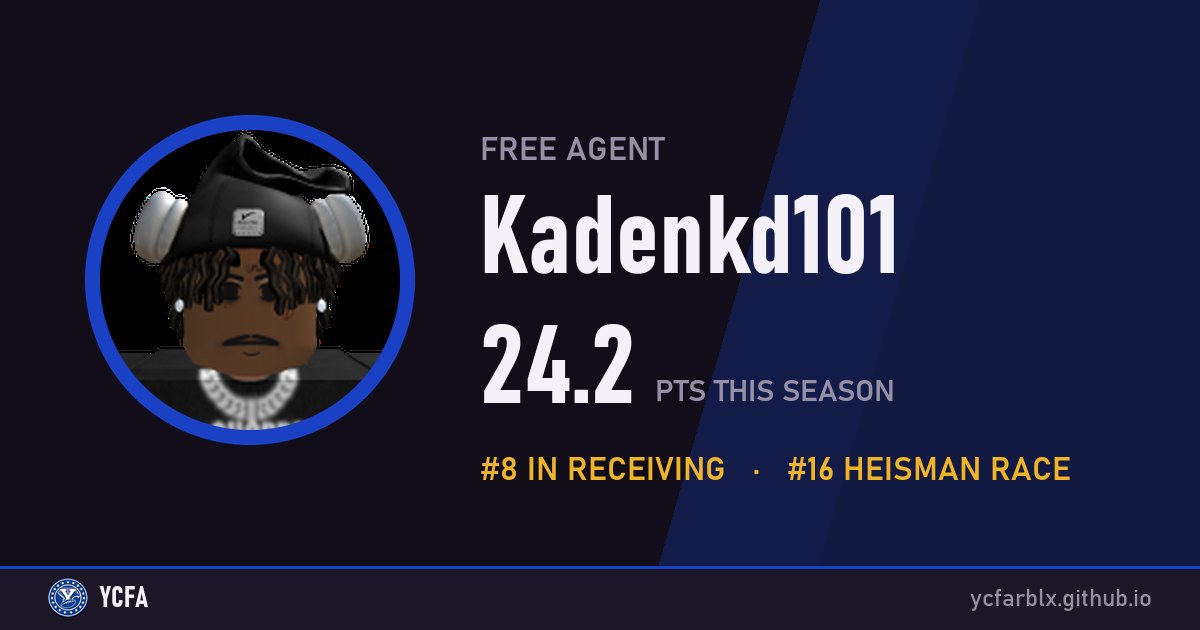 FREE AGENT
Kadenkd101
24.2 PTS THIS SEASON
#8 IN RECEIVING · #16 HEISMAN RACE
YCFA
ycfarblx.github.io